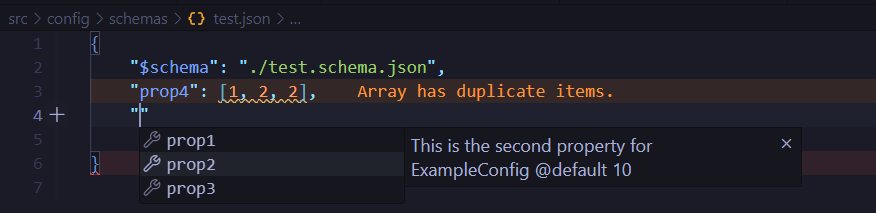 src > config > schemas > {} test.json > ...
1 {
2 "$schema": "./test.schema.json",
3 "prop4": [1, 2, 2], Array has duplicate items.
4 + ""
5 prop1
6 } prop2
7 prop3
This is the second property for
ExampleConfig @default 10
×